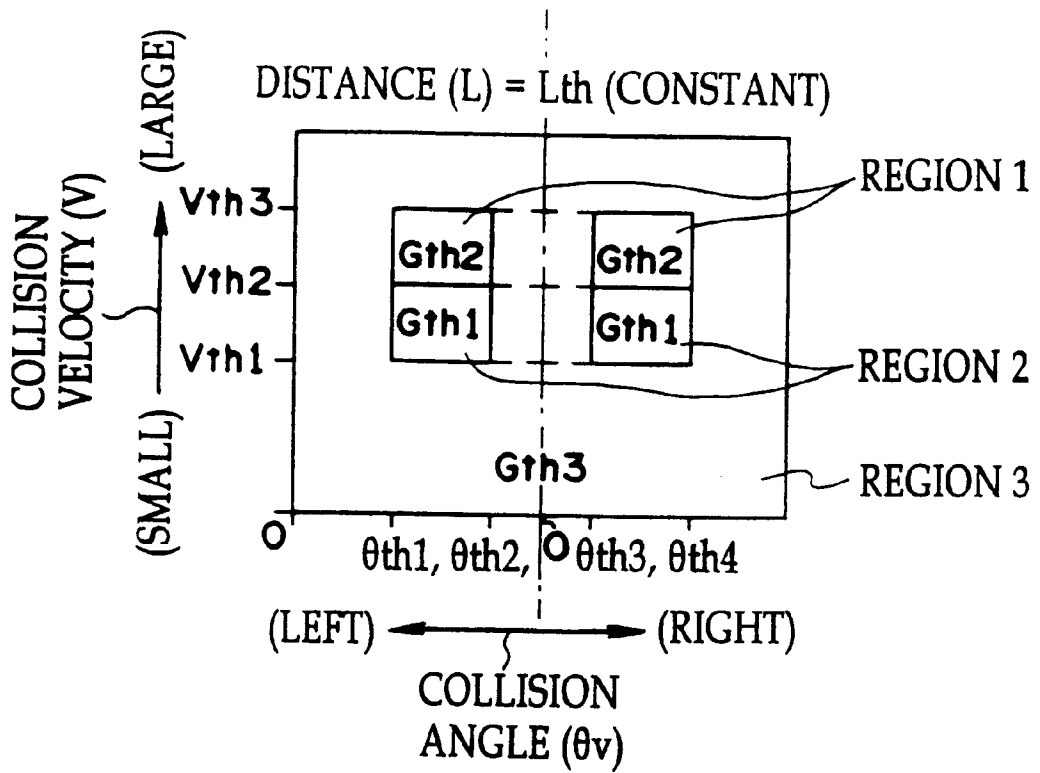 DISTANCE (L) = Lth (CONSTANT)
COLLISION
VELOCITY (V)
(SMALL)
(LARGE)
Vth3
Vth2
Vth1
Gth2
Gth2
Gth1
Gth1
Gth3
REGION 1
REGION 2
REGION 3
O
θth1, θth2, O θth3, θth4
(LEFT)
(RIGHT)
COLLISION
ANGLE (θv)